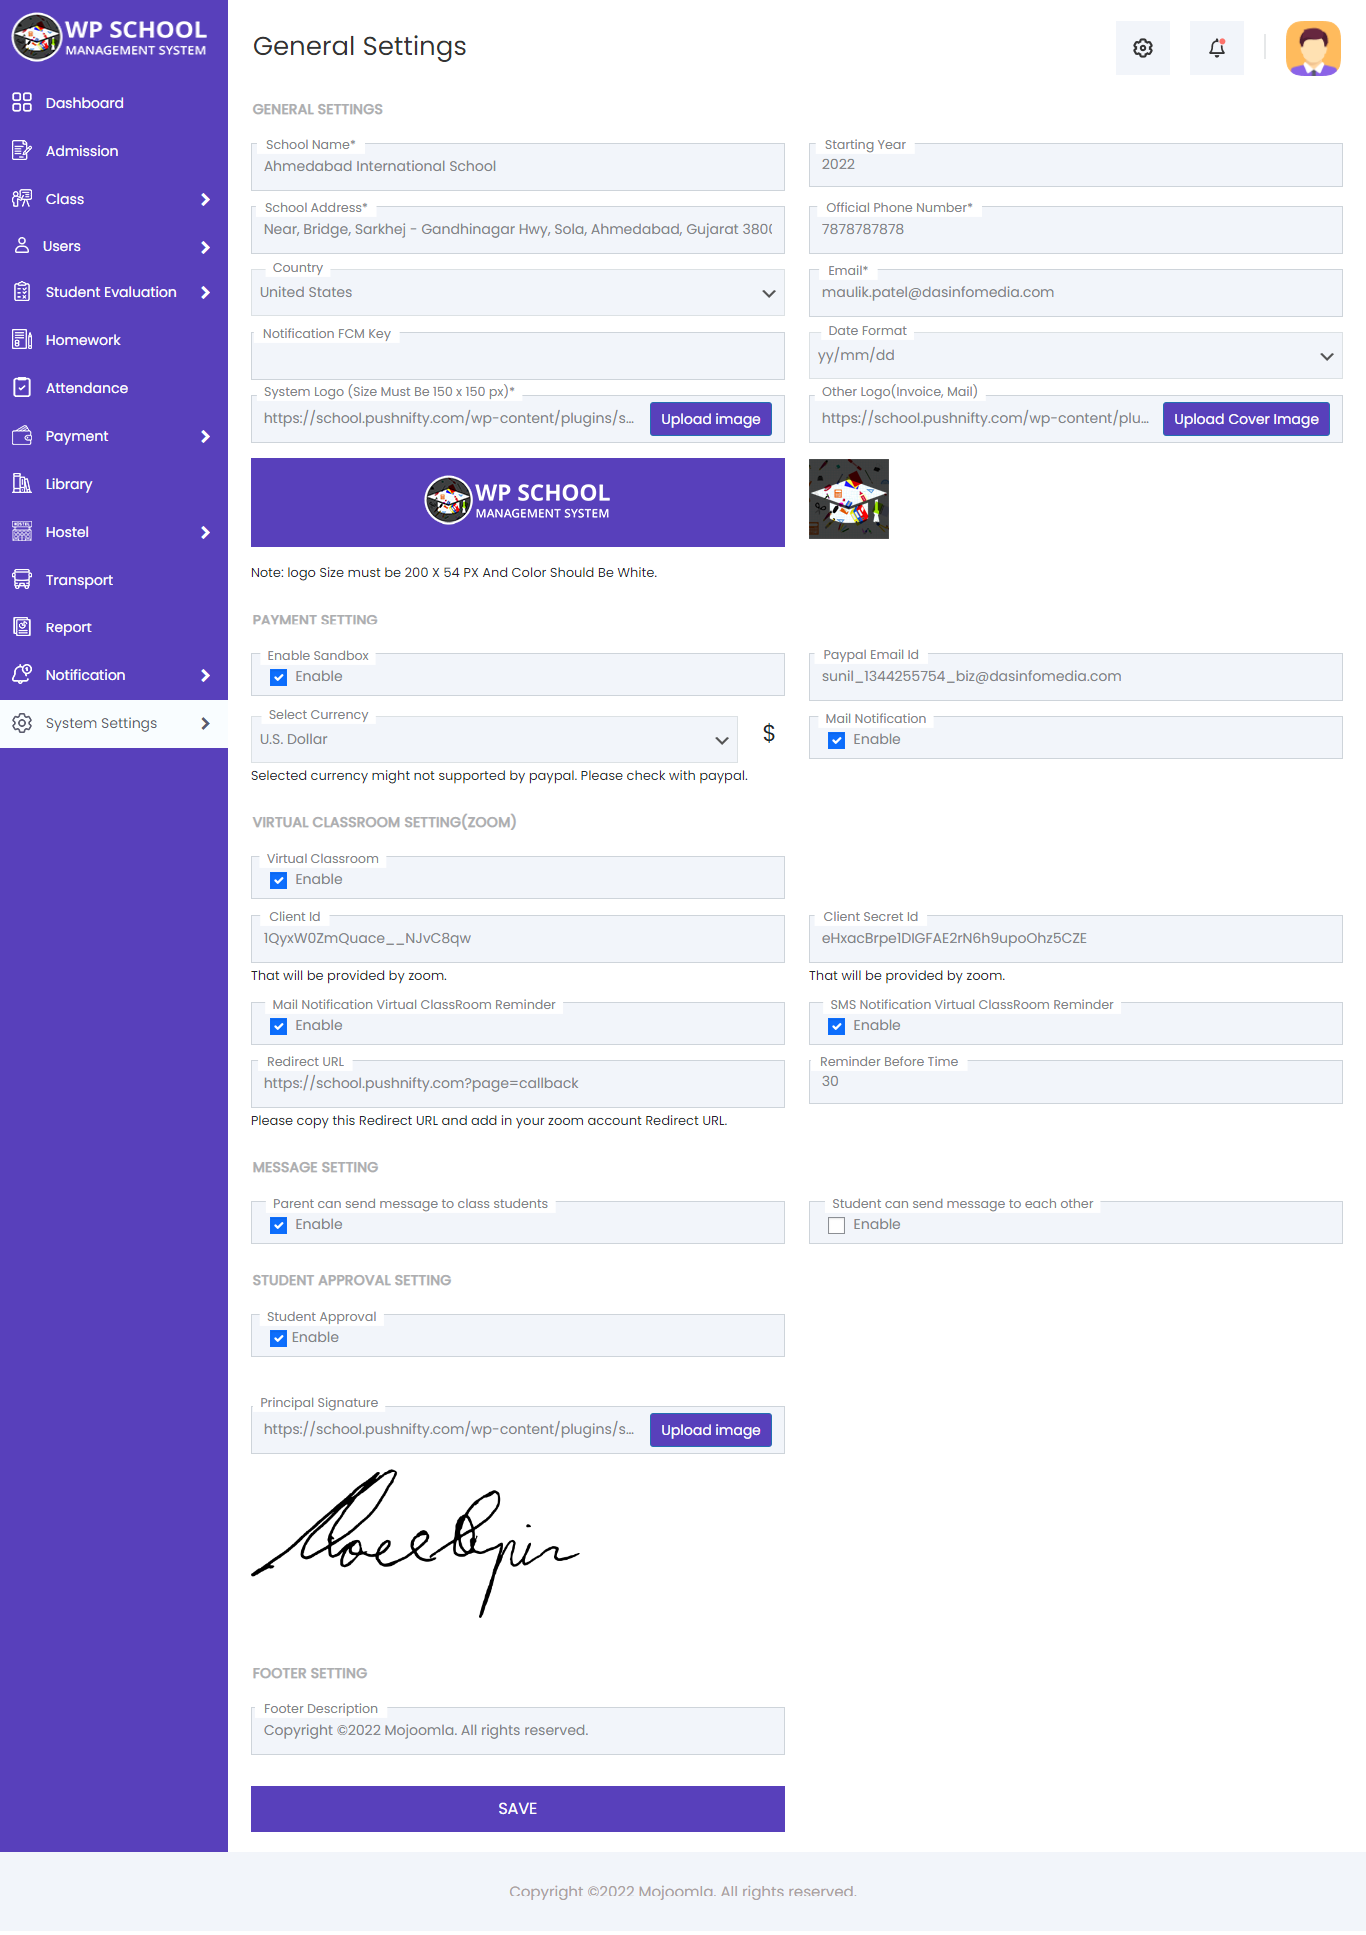 WP SCHOOL
MANAGEMENT SYSTEM
Dashboard
Admission
Class
Users
Student Evaluation
Homework
Attendance
Payment
Library
Hostel
Transport
Report
Notification
System Settings
General Settings
GENERAL SETTINGS
School Name*
Ahmedabad International School
Starting Year
2022
School Address*
Near, Bridge, Sarkhej - Gandhinagar Hwy, Sola, Ahmedabad, Gujarat 380
Official Phone Number*
7878787878
Country
United States
Email*
maulik.patel@dasinfomedia.com
Notification FCM Key
Date Format
yy/mm/dd
System Logo (Size Must Be 150 x 150 px)*
https://school.pushnifty.com/wp-content/plugins/s... Upload image
Other Logo(Invoice, Mail)
https://school.pushnifty.com/wp-content/plu... Upload Cover Image
WP SCHOOL
MANAGEMENT SYSTEM
Note: logo Size must be 200 X 54 PX And Color Should Be White.
PAYMENT SETTING
Enable Sandbox
Enable
Paypal Email Id
sunil_1344255754_biz@dasinfomedia.com
Select Currency
U.S. Dollar
$
Mail Notification
Enable
Selected currency might not supported by paypal. Please check with paypal.
VIRTUAL CLASSROOM SETTING(ZOOM)
Virtual Classroom
Enable
Client Id
1QyxW0ZmQuace__NJvC8qw
Client Secret Id
eHxacBrpe1DIGFAE2rN6h9upoOhz5CZE
That will be provided by zoom.
That will be provided by zoom.
Mail Notification Virtual ClassRoom Reminder
Enable
SMS Notification Virtual ClassRoom Reminder
Enable
Redirect URL
https://school.pushnifty.com?page=callback
Reminder Before Time
30
Please copy this Redirect URL and add in your zoom account Redirect URL.
MESSAGE SETTING
Parent can send message to class students
Enable
Student can send message to each other
Enable
STUDENT APPROVAL SETTING
Student Approval
Enable
Principal Signature
https://school.pushnifty.com/wp-content/plugins/s... Upload image
FOOTER SETTING
Footer Description
Copyright ©2022 Mojoomla. All rights reserved.
SAVE
Copyright ©2022 Mojoomla. All rights reserved.